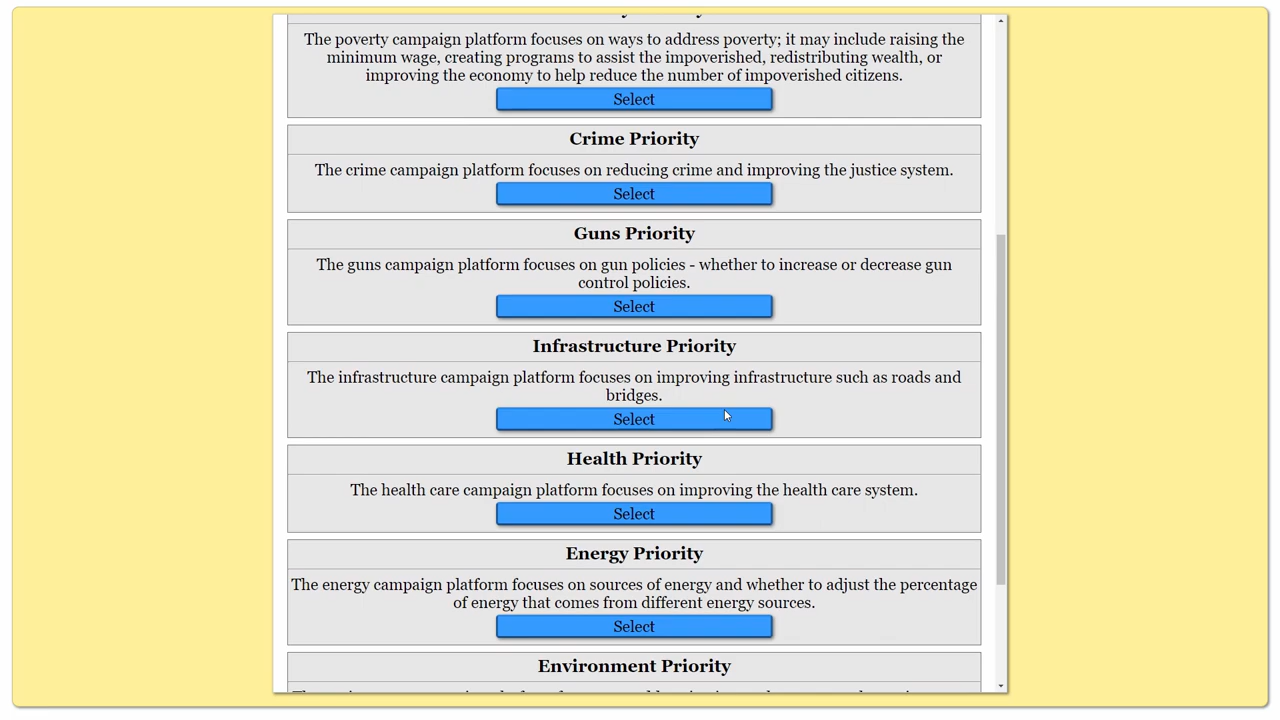 The poverty campaign platform focuses on ways to address poverty; it may include raising the
minimum wage, creating programs to assist the impoverished, redistributing wealth, or
improving the economy to help reduce the number of impoverished citizens.
Select
Crime Priority
The crime campaign platform focuses on reducing crime and improving the justice system.
Select
Guns Priority
The guns campaign platform focuses on gun policies - whether to increase or decrease gun
control policies.
Select
Infrastructure Priority
The infrastructure campaign platform focuses on improving infrastructure such as roads and
bridges.
Select
Health Priority
The health care campaign platform focuses on improving the health care system.
Select
Energy Priority
The energy campaign platform focuses on sources of energy and whether to adjust the percentage
of energy that comes from different energy sources.
Select
Environment Priority